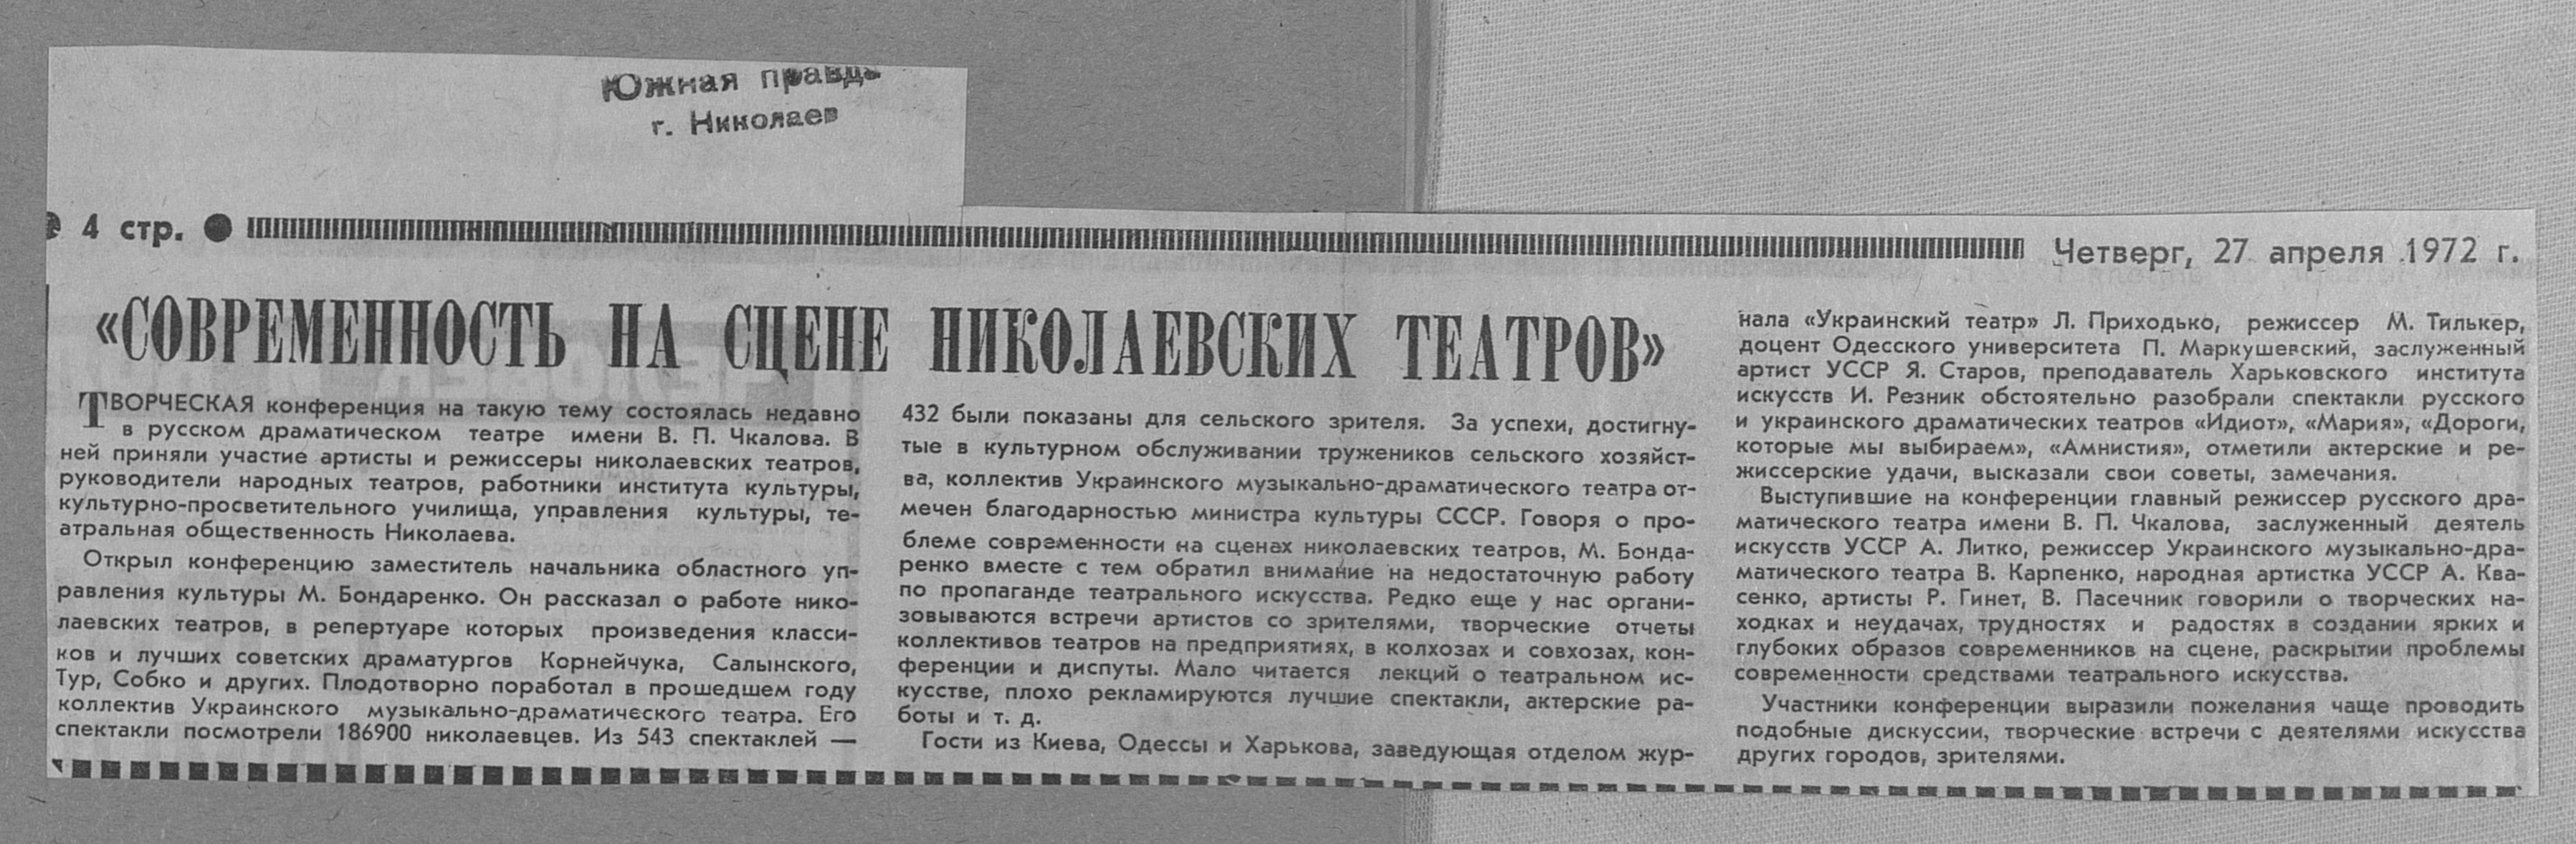 Южная правда
г. Николаев
4 стр.
Четверг, 27 апреля 1972 г.
«СОВРЕМЕННОСТЬ НА СЦЕНЕ НИКОЛАЕВСКИХ ТЕАТРОВ»
ТВОРЧЕСКАЯ конференция на такую тему состоялась недавно
в русском драматическом театре имени В. П. Чкалова. В
ней приняли участие артисты и режиссеры николаевских театров,
руководители народных театров, работники института культуры,
культурно-просветительного училища, управления культуры, те-
атральная общественность Николаева.
Открыл конференцию заместитель начальника областного уп-
равления культуры М. Бондаренко. Он рассказал о работе нико-
лаевских театров, в репертуаре которых произведения класси-
ков и лучших советских драматургов Корнейчука, Салынского,
Тур, Собко и других. Плодотворно поработал в прошедшем году
коллектив Украинского музыкально-драматического театра. Его
спектакли посмотрели 186900 николаевцев. Из 543 спектаклей —
432 были показаны для сельского зрителя. За успехи, достигну-
тые в культурном обслуживании тружеников сельского хозяйст-
ва, коллектив Украинского музыкально-драматического театра от-
мечен благодарностью министра культуры СССР. Говоря о про-
блеме современности на сценах николаевских театров, М. Бонда-
ренко вместе с тем обратил внимание на недостаточную работу
по пропаганде театрального искусства. Редко еще у нас органи-
зовываются встречи артистов со зрителями, творческие отчеты
коллективов театров на предприятиях, в колхозах и совхозах, кон-
ференции и диспуты. Мало читается лекций о театральном ис-
кусстве, плохо рекламируются лучшие спектакли, актерские ра-
боты и т. д.
Гости из Киева, Одессы и Харькова, заведующая отделом жур-
нала «Украинский театр» Л. Приходько, режиссер М. Тилькер,
доцент Одесского университета П. Маркушевский, заслуженный
артист УССР Я. Старов, преподаватель Харьковского института
искусств И. Резник обстоятельно разобрали спектакли русского
и украинского драматических театров «Идиот», «Мария», «Дороги,
которые мы выбираем», «Амнистия», отметили актерские и ре-
жиссерские удачи, высказали свои советы, замечания.
Выступившие на конференции главный режиссер русского дра-
матического театра имени В. П. Чкалова, заслуженный деятель
искусств УССР А. Литко, режиссер Украинского музыкально-дра-
матического театра В. Карпенко, народная артистка УССР А. Ква-
сенко, артисты Р. Гинет, В. Пасечник говорили о творческих на-
ходках и неудачах, трудностях и радостях в создании ярких и
глубоких образов современников на сцене, раскрытии проблемы
современности средствами театрального искусства.
Участники конференции выразили пожелания чаще проводить
подобные дискуссии, творческие встречи с деятелями искусства
других городов, зрителями.